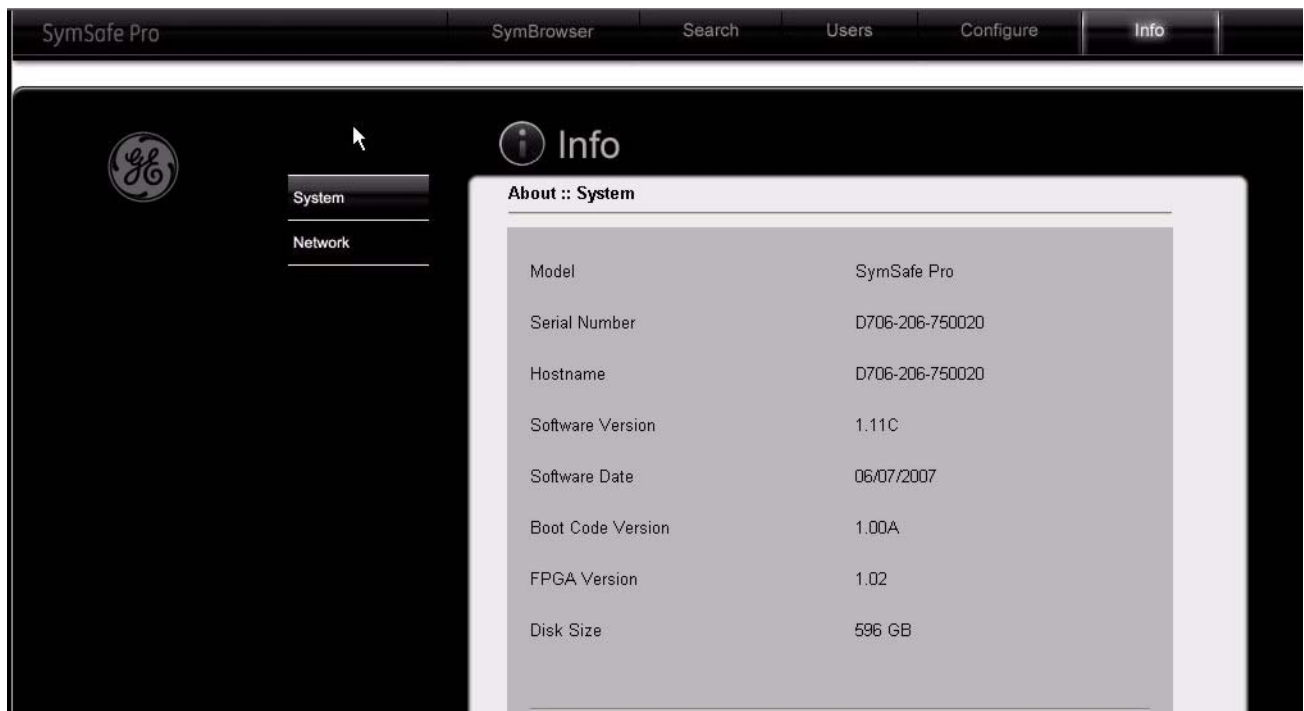 SymSafe Pro
SymBrowser
Search
Users
Configure
Info
GE
Info
System
Network
About :: System
Model SymSafe Pro
Serial Number D706-206-750020
Hostname D706-206-750020
Software Version 1.11C
Software Date 06/07/2007
Boot Code Version 1.00A
FPGA Version 1.02
Disk Size 596 GB